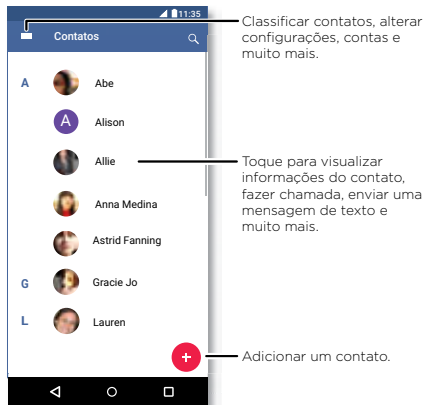 11:35
Contatos
A
Abe
A
Alison
Allie
Anna Medina
Astrid Fanning
G
Gracie Jo
L
Lauren
Classificar contatos, alterar
configurações, contas e
muito mais.
Toque para visualizar
informações do contato,
fazer chamada, enviar uma
mensagem de texto e
muito mais.
Adicionar um contato.